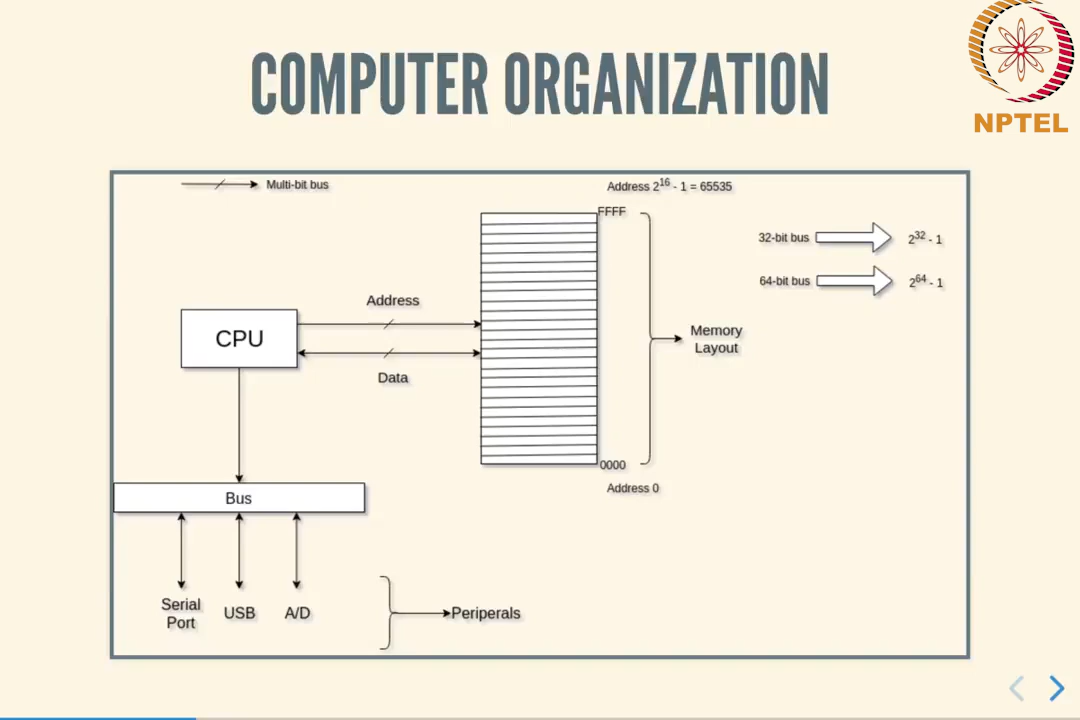 NPTEL
COMPUTER ORGANIZATION
Multi-bit bus
Address 2^16 - 1 = 65535
FFFF
32-bit bus
2^32 - 1
64-bit bus
2^64 - 1
Address
CPU
Data
Memory
Layout
0000
Address 0
Bus
Serial
Port
USB
A/D
Periperals